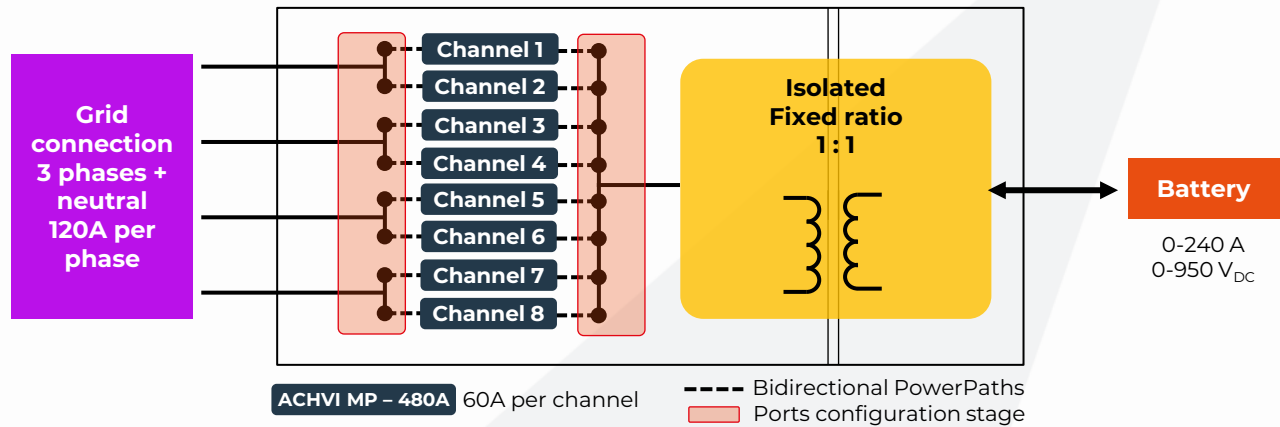 Grid
connection
3 phases +
neutral
120A per
phase
Channel 1
Channel 2
Channel 3
Channel 4
Channel 5
Channel 6
Channel 7
Channel 8
Isolated
Fixed ratio
1 : 1
Battery
0-240 A
0-950 VDC
ACHVI MP – 480A 60A per channel
Bidirectional PowerPaths
Ports configuration stage